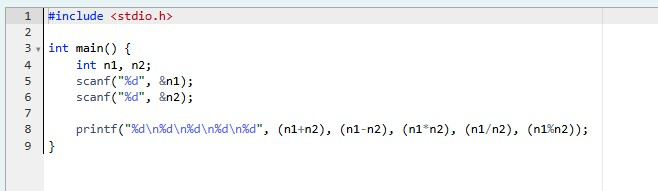 1 #include <stdio.h>
2
3 int main() {
4     int n1, n2;
5     scanf("%d", &n1);
6     scanf("%d", &n2);
7
8     printf("%d\n%d\n%d\n%d\n%d", (n1+n2), (n1-n2), (n1*n2), (n1/n2), (n1%n2));
9 }